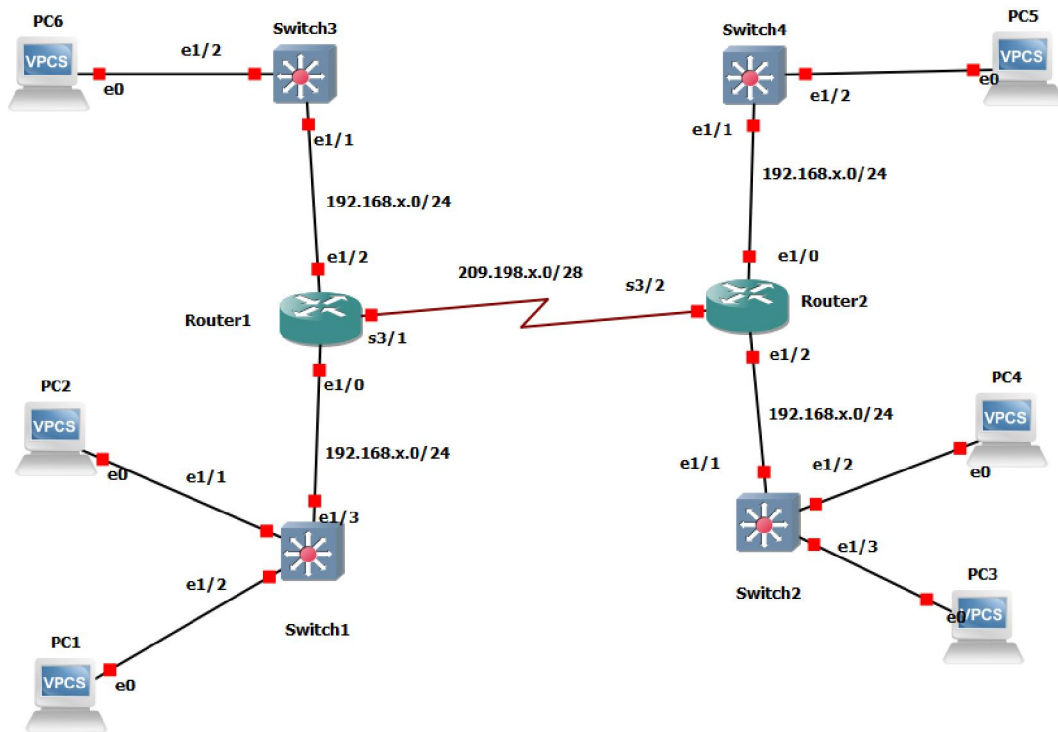 PC6
Switch3
Switch4
PC5
e1/2
VPCS
VPCS
e0
e0
e1/2
e1/1
e1/1
192.168.x.0/24
192.168.x.0/24
e1/2
e1/0
209.198.x.0/28
s3/2
Router2
Router1
s3/1
e1/2
e1/0
PC2
PC4
192.168.x.0/24
VPCS
VPCS
192.168.x.0/24
e1/1
e1/2
e0
e0
e1/1
e1/3
e1/3
e1/2
PC3
Switch2
e0
VPCS
Switch1
PC1
VPCS
e0